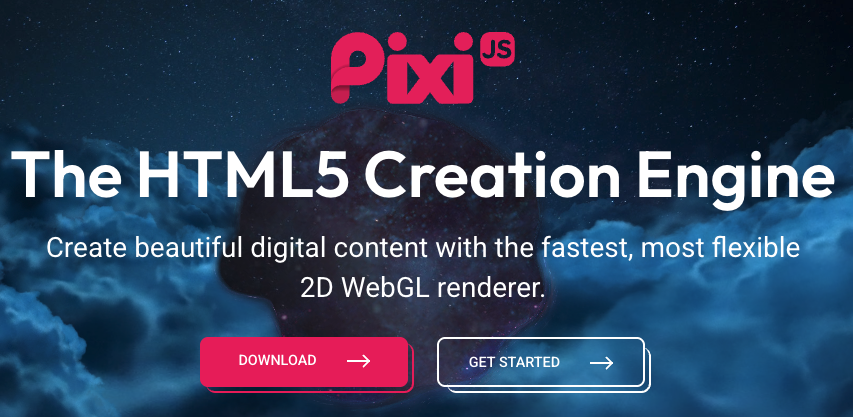 Pixi JS
The HTML5 Creation Engine
Create beautiful digital content with the fastest, most flexible
2D WebGL renderer.
DOWNLOAD
GET STARTED